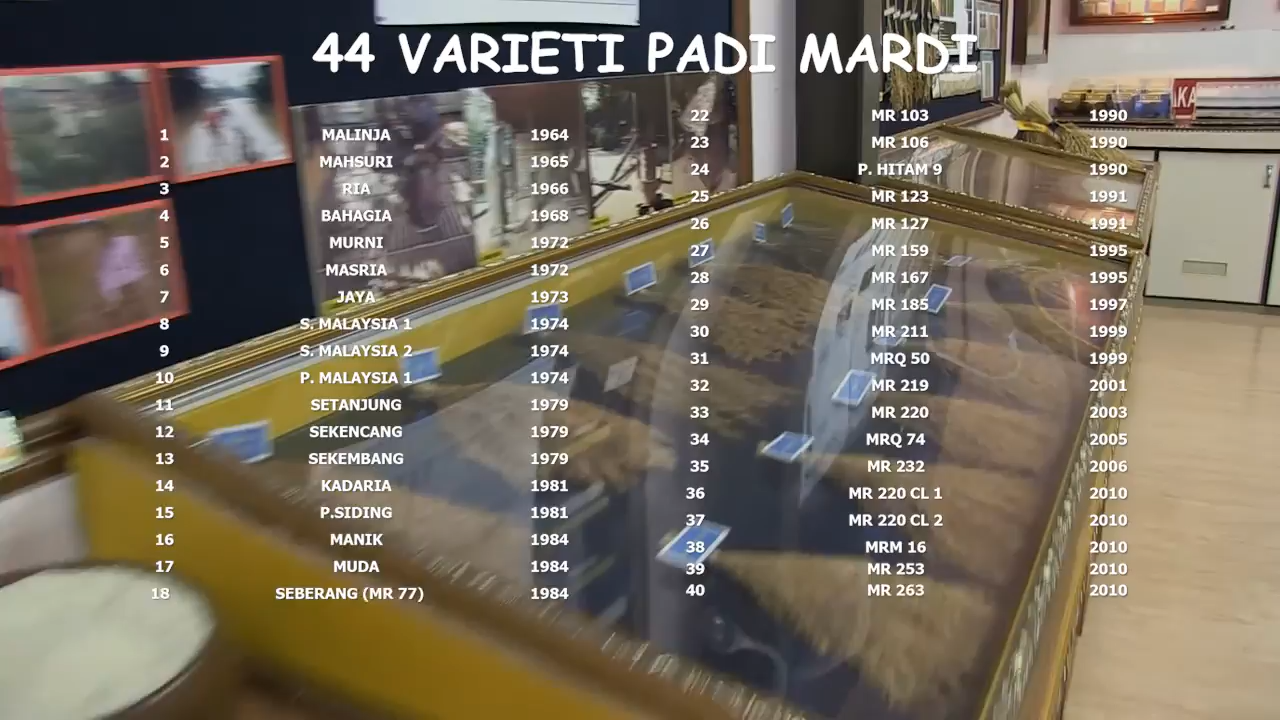 44 VARIETI PADI MARDI
1 MALINJA 1964
2 MAHSURI 1965
3 RIA 1966
4 BAHAGIA 1968
5 MURNI 1972
6 MASRIA 1972
7 JAYA 1973
8 S. MALAYSIA 1 1974
9 S. MALAYSIA 2 1974
10 P. MALAYSIA 1 1974
11 SETANJUNG 1979
12 SEKENCANG 1979
13 SEKEMBANG 1979
14 KADARIA 1981
15 P.SIDING 1981
16 MANIK 1984
17 MUDA 1984
18 SEBERANG (MR 77) 1984
22 MR 103 1990
23 MR 106 1990
24 P. HITAM 9 1990
25 MR 123 1991
26 MR 127 1991
27 MR 159 1995
28 MR 167 1995
29 MR 185 1997
30 MR 211 1999
31 MRQ 50 1999
32 MR 219 2001
33 MR 220 2003
34 MRQ 74 2005
35 MR 232 2006
36 MR 220 CL 1 2010
37 MR 220 CL 2 2010
38 MRM 16 2010
39 MR 253 2010
40 MR 263 2010